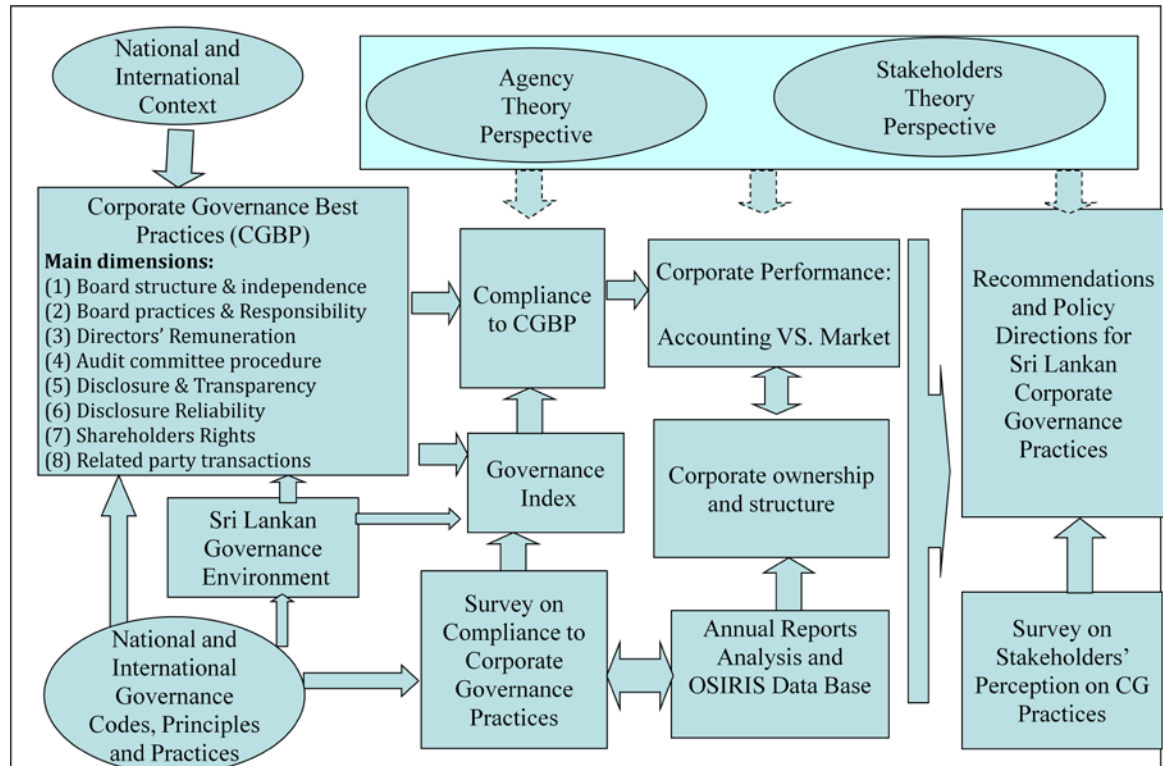 National and
International
Context
Agency
Theory
Perspective
Stakeholders
Theory
Perspective
Corporate Governance Best
Practices (CGBP)
Main dimensions:
(1) Board structure & independence
(2) Board practices & Responsibility
(3) Directors’ Remuneration
(4) Audit committee procedure
(5) Disclosure & Transparency
(6) Disclosure Reliability
(7) Shareholders Rights
(8) Related party transactions
Compliance
to CGBP
Corporate Performance:
Accounting VS. Market
Recommendations
and Policy
Directions for
Sri Lankan
Corporate
Governance
Practices
Governance
Index
Corporate ownership
and structure
Sri Lankan
Governance
Environment
National and
International
Governance
Codes, Principles
and Practices
Survey on
Compliance to
Corporate
Governance
Practices
Annual Reports
Analysis and
OSIRIS Data Base
Survey on
Stakeholders’
Perception on CG
Practices